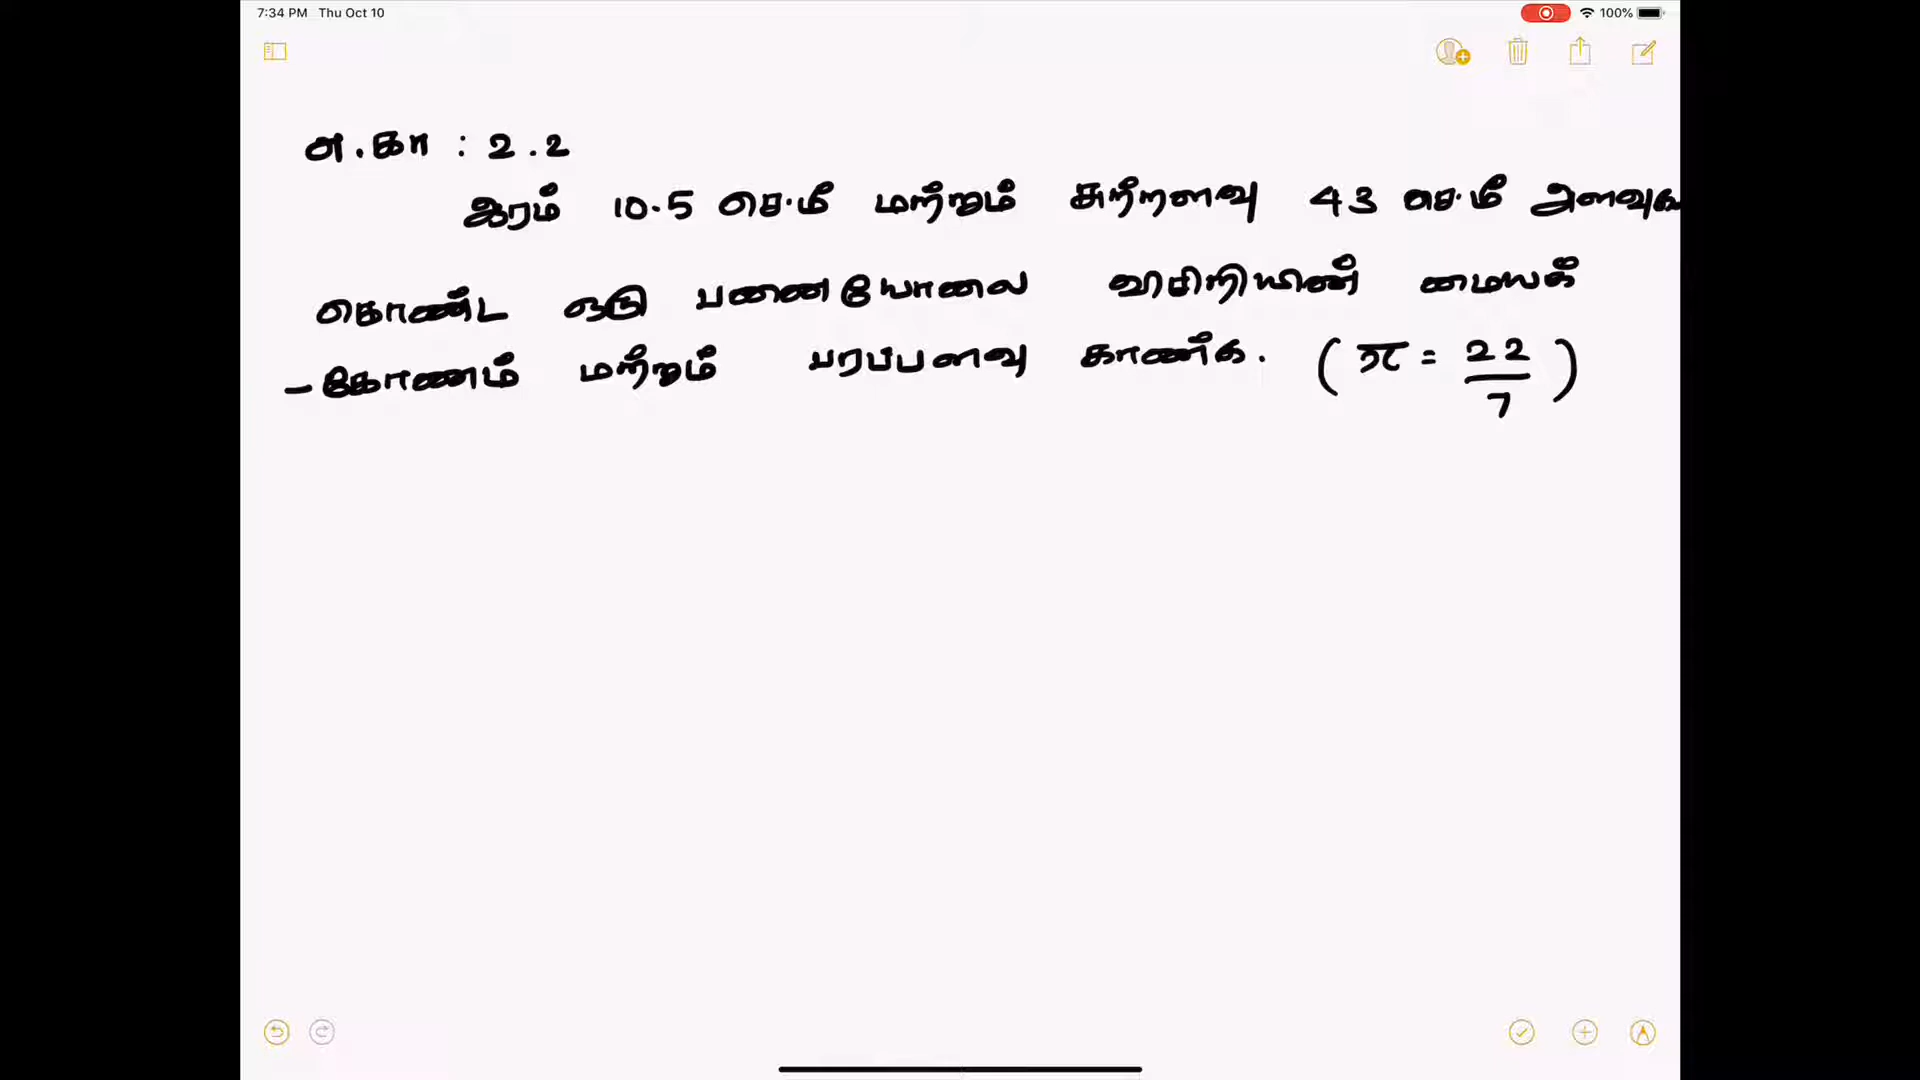 7:34 PM Thu Oct 10
100%
எ.கா : 2.2
ஆரம் 10.5 செ.மீ மற்றும் சுற்றளவு 43 செ.மீ
கொண்ட ஒரு பனையோலை விசிறியின் மையக்
-கோணம் மற்றும் பரப்பளவு காண்க. ( π = 22/7 )